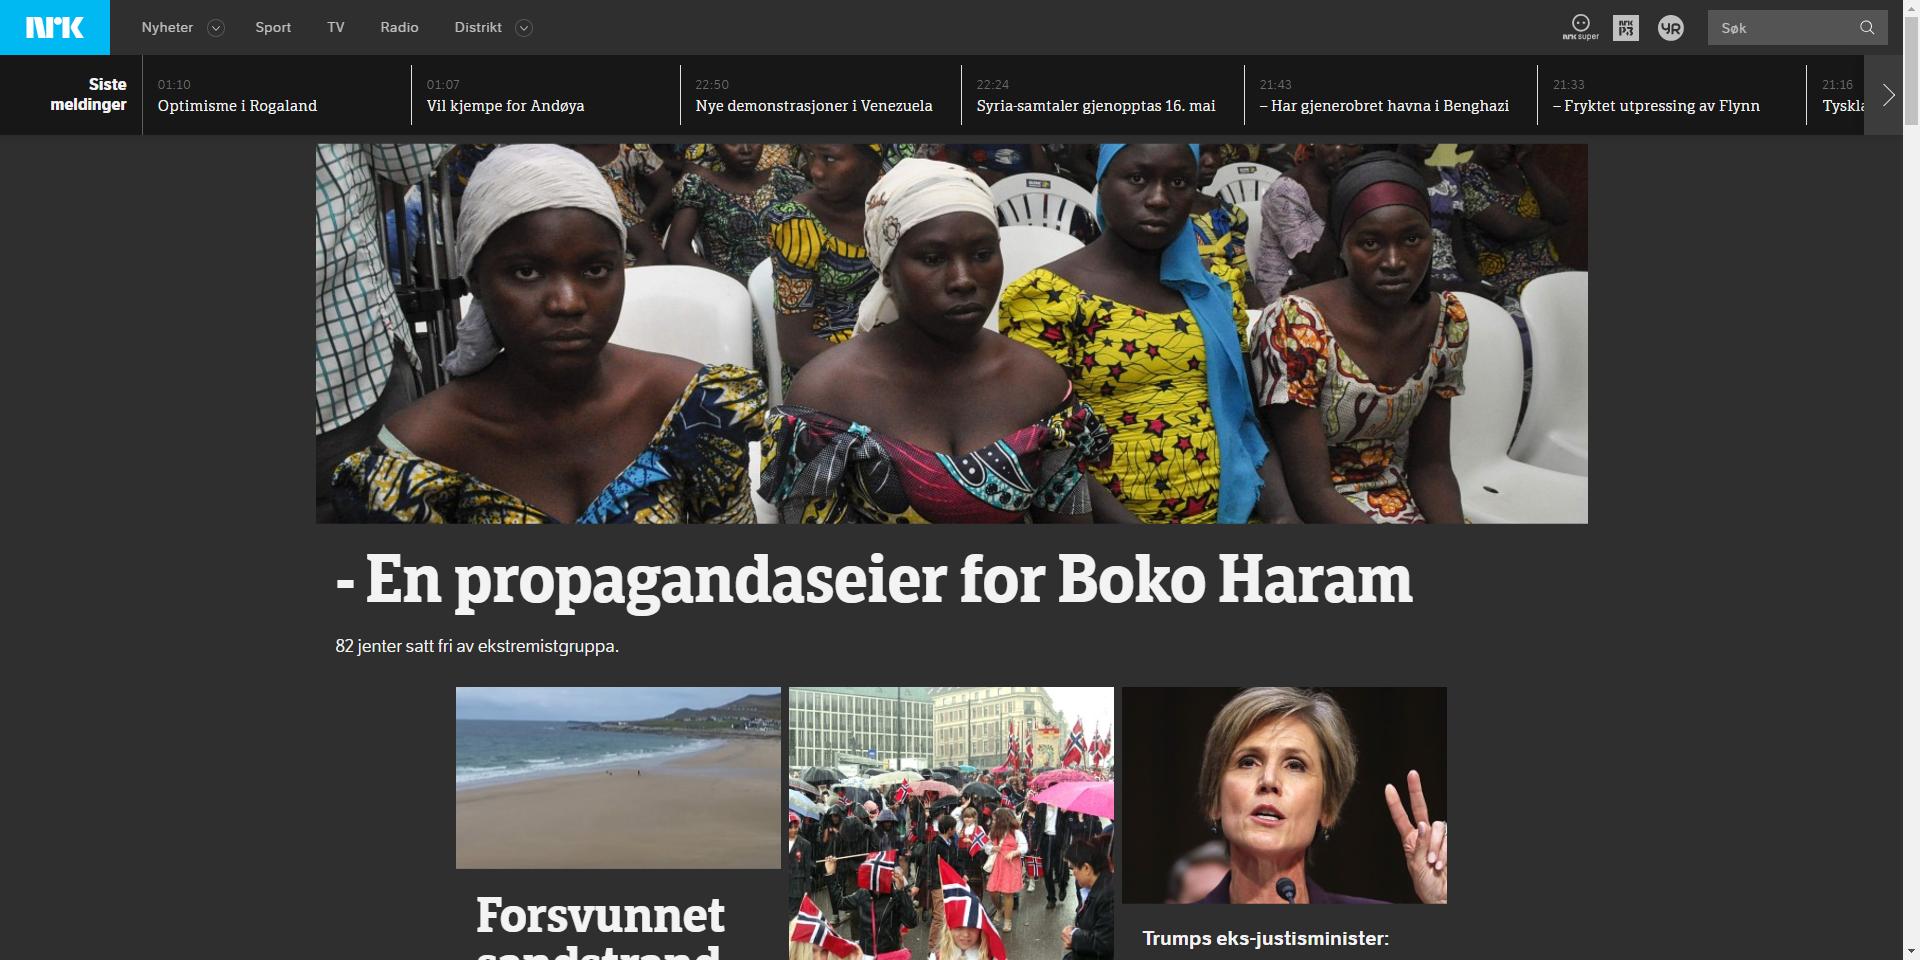 NRK
Nyheter
Sport
TV
Radio
Distrikt
nrk super
NRK P3
YR
Søk
Siste
meldinger
01:10
Optimisme i Rogaland
01:07
Vil kjempe for Andøya
22:50
Nye demonstrasjoner i Venezuela
22:24
Syria-samtaler gjenopptas 16. mai
21:43
– Har gjenerobret havna i Benghazi
21:33
– Fryktet utpressing av Flynn
21:16
- En propagandaseier for Boko Haram
82 jenter satt fri av ekstremistgruppa.
Forsvunnet
sandstrand
Trumps eks-justisminister: